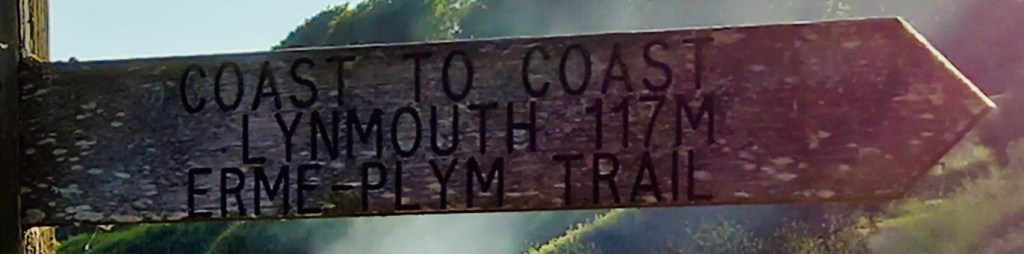 COAST TO COAST
LYNMOUTH 117M
ERME-PLYM TRAIL